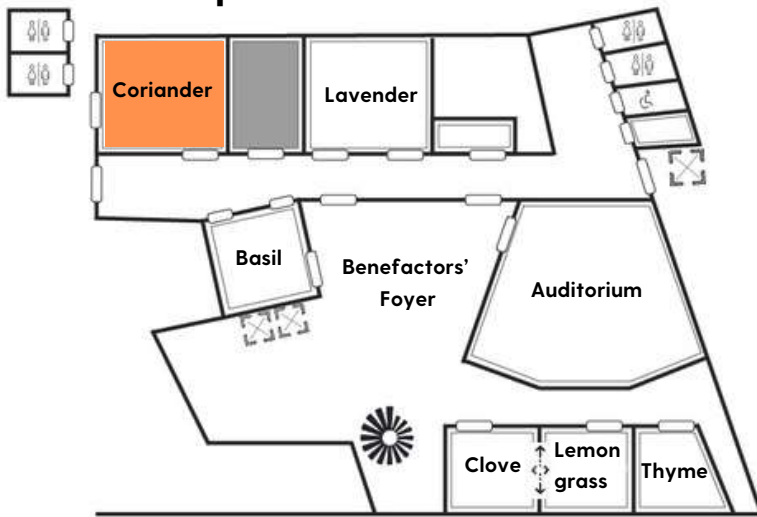 Coriander
Lavender
Basil
Benefactors'
Foyer
Auditorium
Clove
Lemon
grass
Thyme